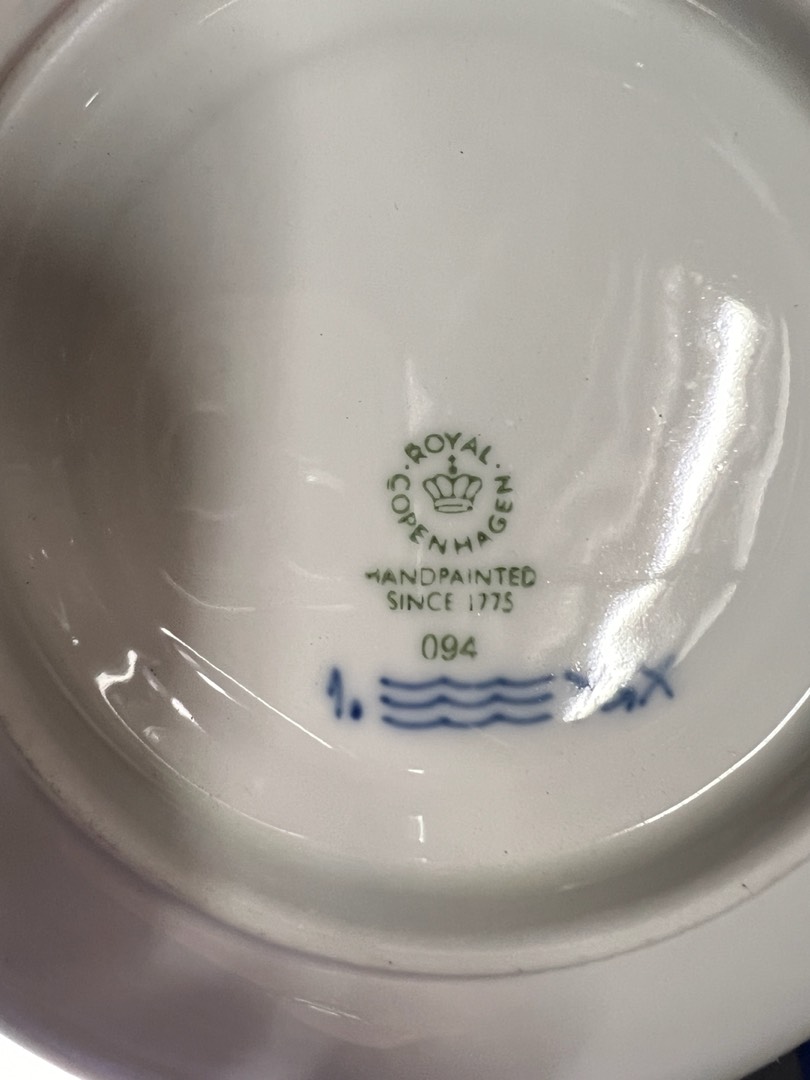 ROYAL COPENHAGEN
HANDPAINTED
SINCE 1775
094
1.